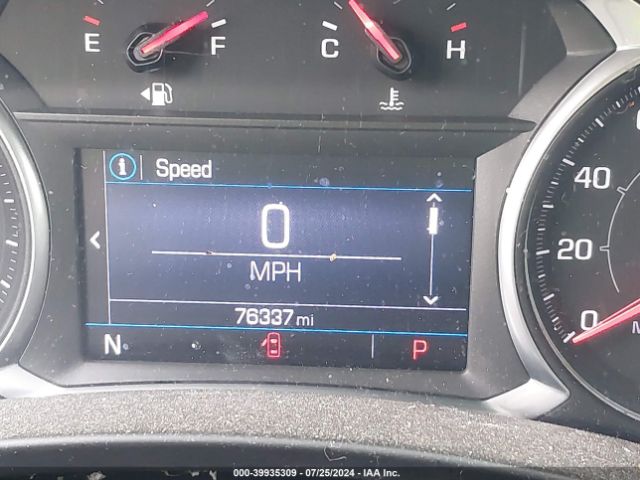 E F C H
i Speed
0
MPH
76337 mi
N P
40
20
0
000-39935309 | 07/25/2024 | IAA Inc.